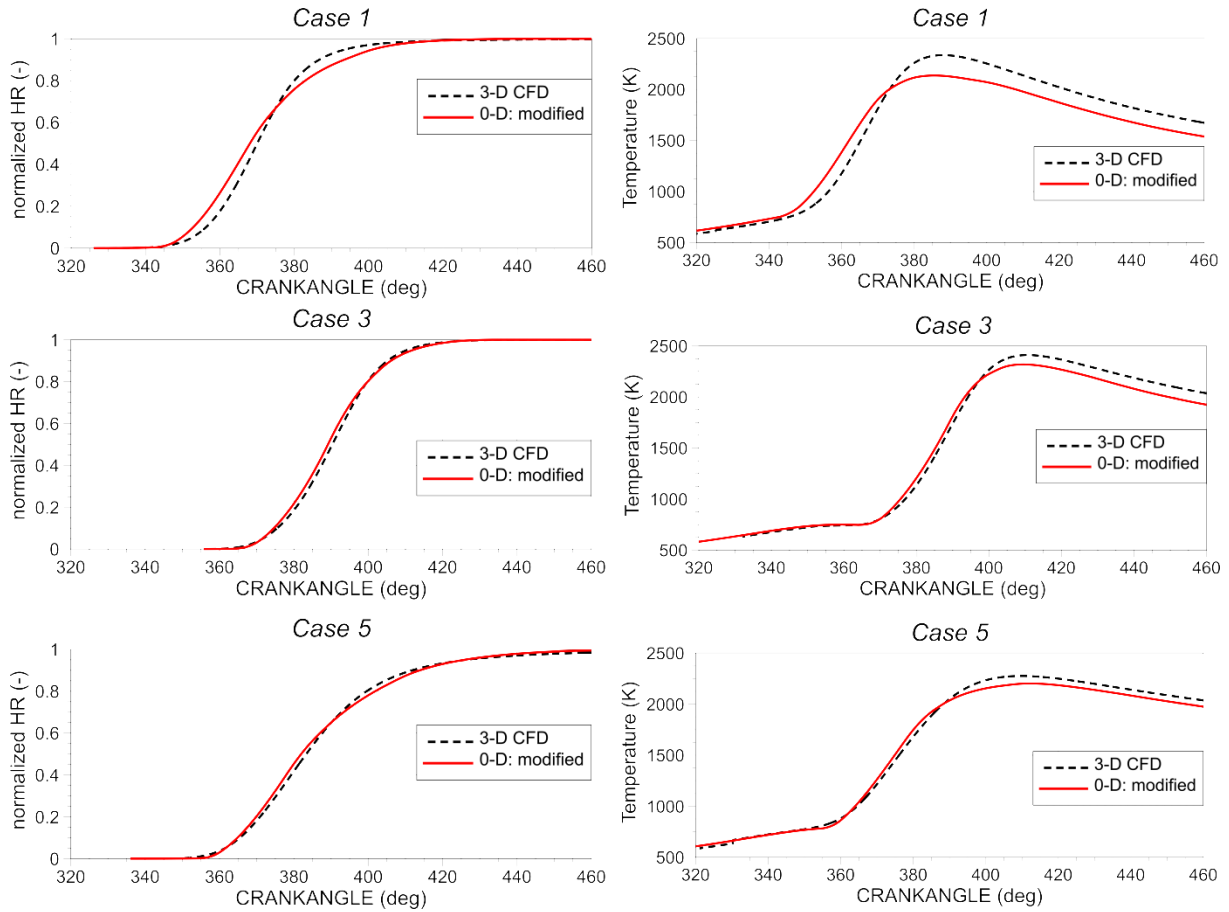 Case 1
normalized HR (-)
1
0.8
0.6
0.4
0.2
0
3-D CFD
0-D: modified
320 340 360 380 400 420 440 460
CRANKANGLE (deg)
Case 1
Temperature (K)
2500
2000
1500
1000
500
3-D CFD
0-D: modified
320 340 360 380 400 420 440 460
CRANKANGLE (deg)
Case 3
normalized HR (-)
1
0.8
0.6
0.4
0.2
0
3-D CFD
0-D: modified
320 340 360 380 400 420 440 460
CRANKANGLE (deg)
Case 3
Temperature (K)
2500
2000
1500
1000
500
3-D CFD
0-D: modified
320 340 360 380 400 420 440 460
CRANKANGLE (deg)
Case 5
normalized HR (-)
1
0.8
0.6
0.4
0.2
0
3-D CFD
0-D: modified
320 340 360 380 400 420 440 460
CRANKANGLE (deg)
Case 5
Temperature (K)
2500
2000
1500
1000
500
3-D CFD
0-D: modified
320 340 360 380 400 420 440 460
CRANKANGLE (deg)